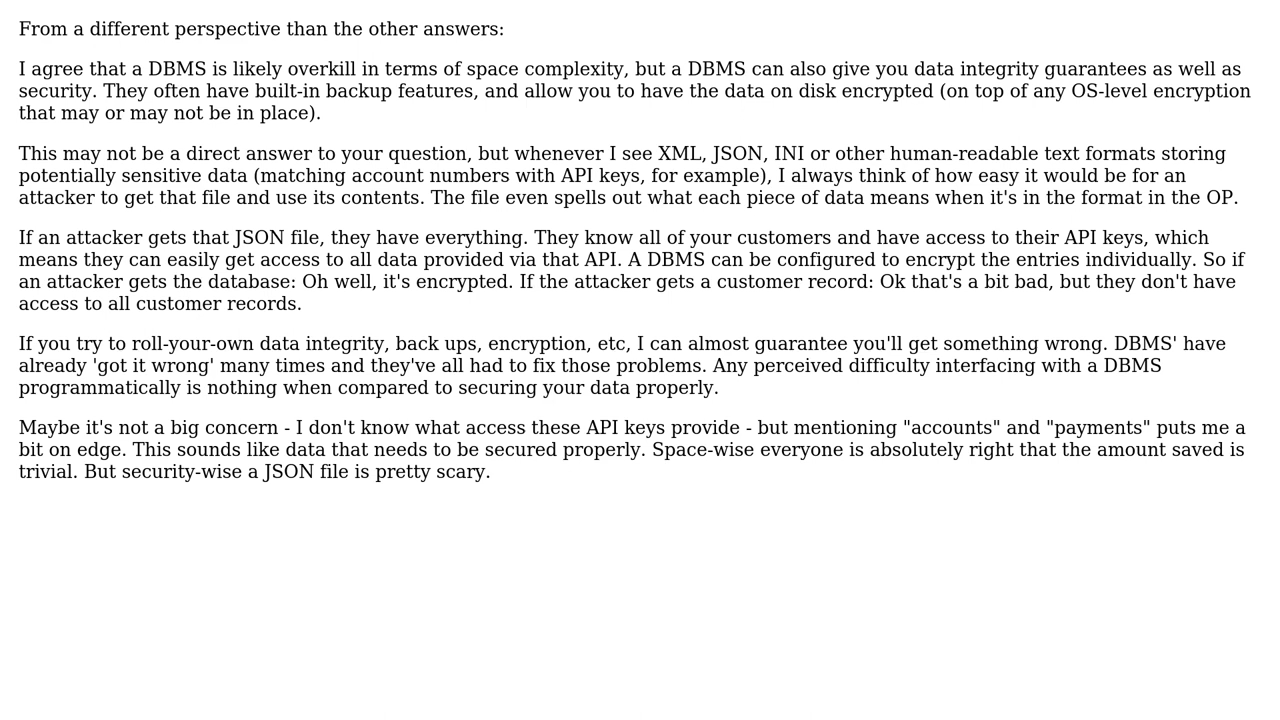 From a different perspective than the other answers:
I agree that a DBMS is likely overkill in terms of space complexity, but a DBMS can also give you data integrity guarantees as well as
security. They often have built-in backup features, and allow you to have the data on disk encrypted (on top of any OS-level encryption
that may or may not be in place).
This may not be a direct answer to your question, but whenever I see XML, JSON, INI or other human-readable text formats storing
potentially sensitive data (matching account numbers with API keys, for example), I always think of how easy it would be for an
attacker to get that file and use its contents. The file even spells out what each piece of data means when it's in the format in the OP.
If an attacker gets that JSON file, they have everything. They know all of your customers and have access to their API keys, which
means they can easily get access to all data provided via that API. A DBMS can be configured to encrypt the entries individually. So if
an attacker gets the database: Oh well, it's encrypted. If the attacker gets a customer record: Ok that's a bit bad, but they don't have
access to all customer records.
If you try to roll-your-own data integrity, back ups, encryption, etc, I can almost guarantee you'll get something wrong. DBMS' have
already 'got it wrong' many times and they've all had to fix those problems. Any perceived difficulty interfacing with a DBMS
programmatically is nothing when compared to securing your data properly.
Maybe it's not a big concern - I don't know what access these API keys provide - but mentioning "accounts" and "payments" puts me a
bit on edge. This sounds like data that needs to be secured properly. Space-wise everyone is absolutely right that the amount saved is
trivial. But security-wise a JSON file is pretty scary.